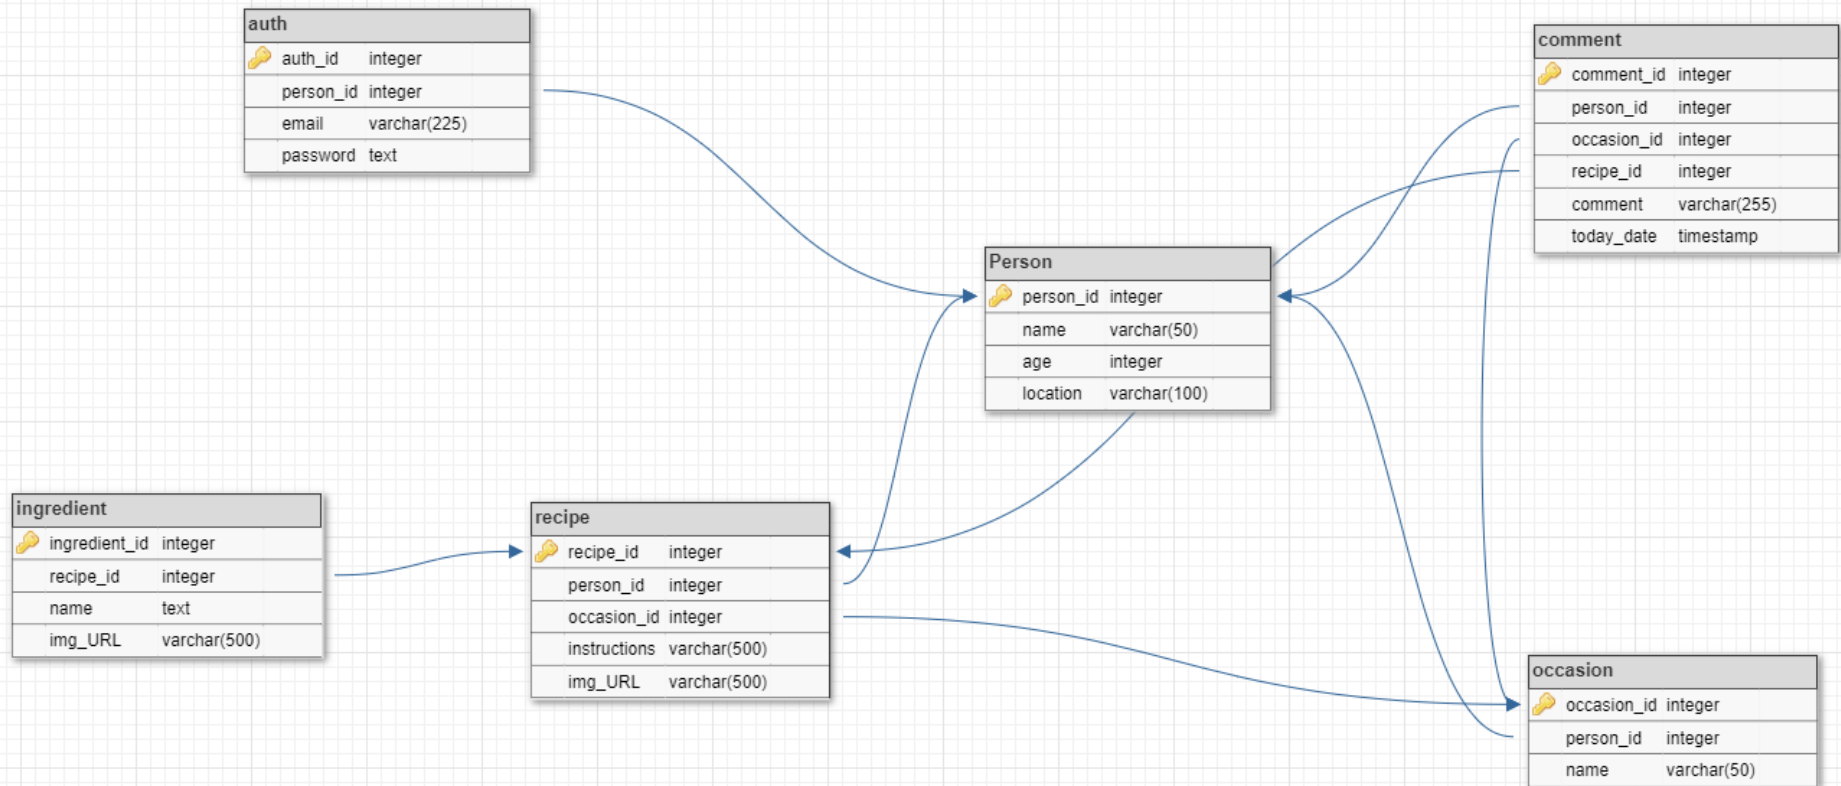 auth
auth_id integer
person_id integer
email varchar(225)
password text
comment
comment_id integer
person_id integer
occasion_id integer
recipe_id integer
comment varchar(255)
today_date timestamp
Person
person_id integer
name varchar(50)
age integer
location varchar(100)
ingredient
ingredient_id integer
recipe_id integer
name text
img_URL varchar(500)
recipe
recipe_id integer
person_id integer
occasion_id integer
instructions varchar(500)
img_URL varchar(500)
occasion
occasion_id integer
person_id integer
name varchar(50)